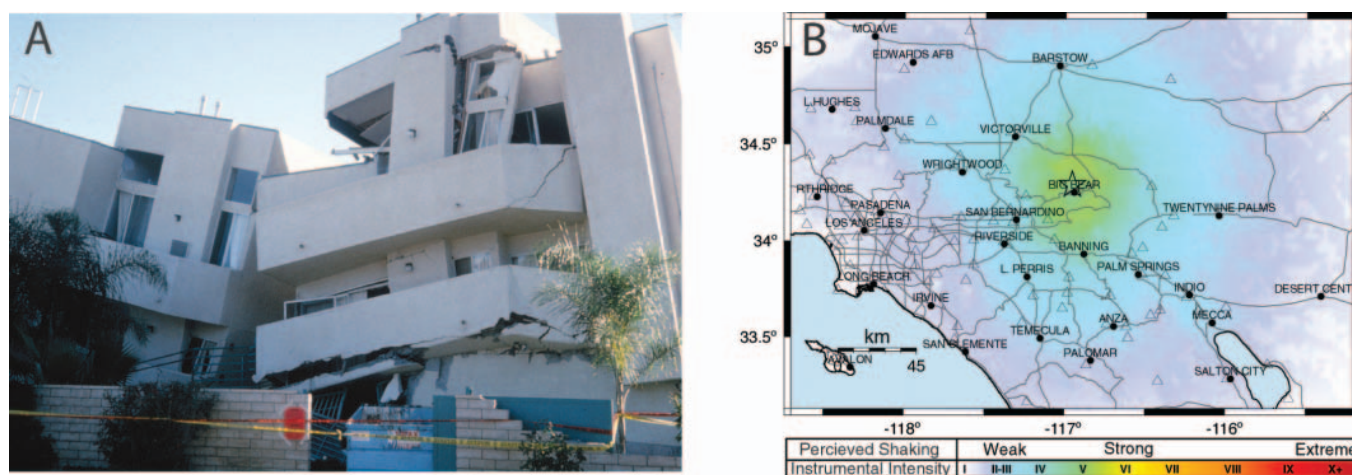 A
B
35°
34.5°
34°
33.5°
-118°
-117°
-116°
MOJAVE
EDWARDS AFB
BARSTOW
L.HUGHES
PALMDALE
VICTORVILLE
WRIGHTWOOD
BIG BEAR
RTHRIDGE
PASADENA
LOS ANGELES
SAN BERNARDINO
TWENTYNINE PALMS
RIVERSIDE
BANNING
L. PERRIS
PALM SPRINGS
LONG BEACH
INDIO
DESERT CENT
IRVINE
MECCA
ANZA
TEMECULA
SAN CLEMENTE
PALOMAR
AVALON
SALTON CITY
km
45
Percieved Shaking Weak Strong Extreme
Instrumental Intensity I II-III IV V VI VII VIII IX X+